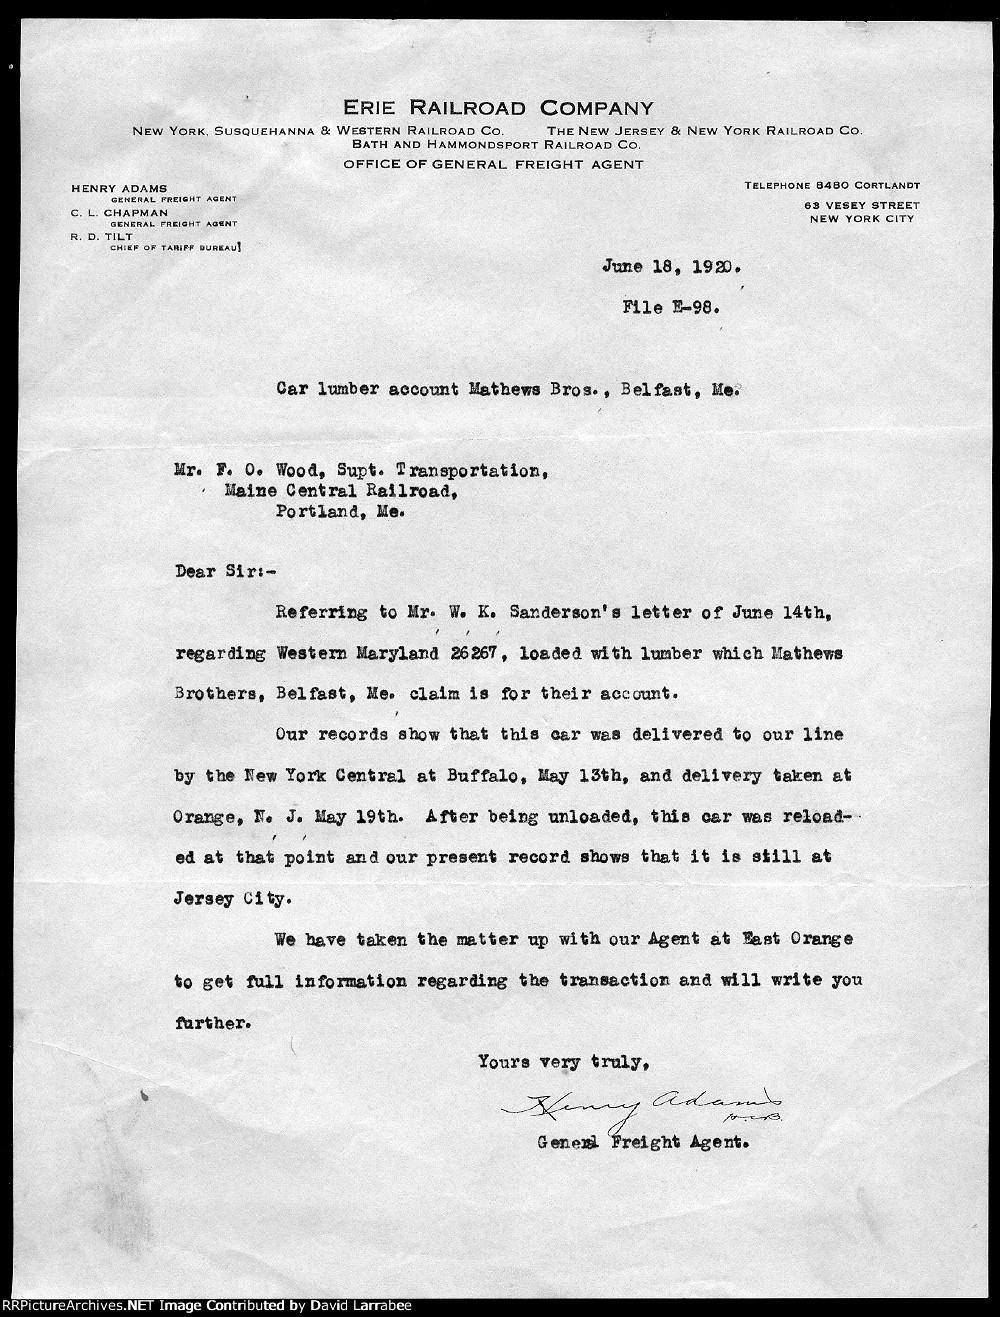 ERIE RAILROAD COMPANY
NEW YORK, SUSQUEHANNA & WESTERN RAILROAD CO. THE NEW JERSEY & NEW YORK RAILROAD CO.
BATH AND HAMMONDSPORT RAILROAD CO.
OFFICE OF GENERAL FREIGHT AGENT
HENRY ADAMS
GENERAL FREIGHT AGENT
C. L. CHAPMAN
GENERAL FREIGHT AGENT
R. D. TILT
CHIEF OF TARIFF BUREAU
TELEPHONE 8480 CORTLANDT
63 VESEY STREET
NEW YORK CITY
June 18, 1920.
File E-98.
Car lumber account Mathews Bros., Belfast, Me.
Mr. F. O. Wood, Supt. Transportation,
Maine Central Railroad,
Portland, Me.
Dear Sir:-
Referring to Mr. W. K. Sanderson's letter of June 14th,
regarding Western Maryland 26267, loaded with lumber which Mathews
Brothers, Belfast, Me. claim is for their account.
Our records show that this car was delivered to our line
by the New York Central at Buffalo, May 13th, and delivery taken at
Orange, N. J. May 19th. After being unloaded, this car was reload-
ed at that point and our present record shows that it is still at
Jersey City.
We have taken the matter up with our Agent at East Orange
to get full information regarding the transaction and will write you
further.
Yours very truly,
Henry Adams
General Freight Agent.
RRPictureArchives.NET Image Contributed by David Larrabee